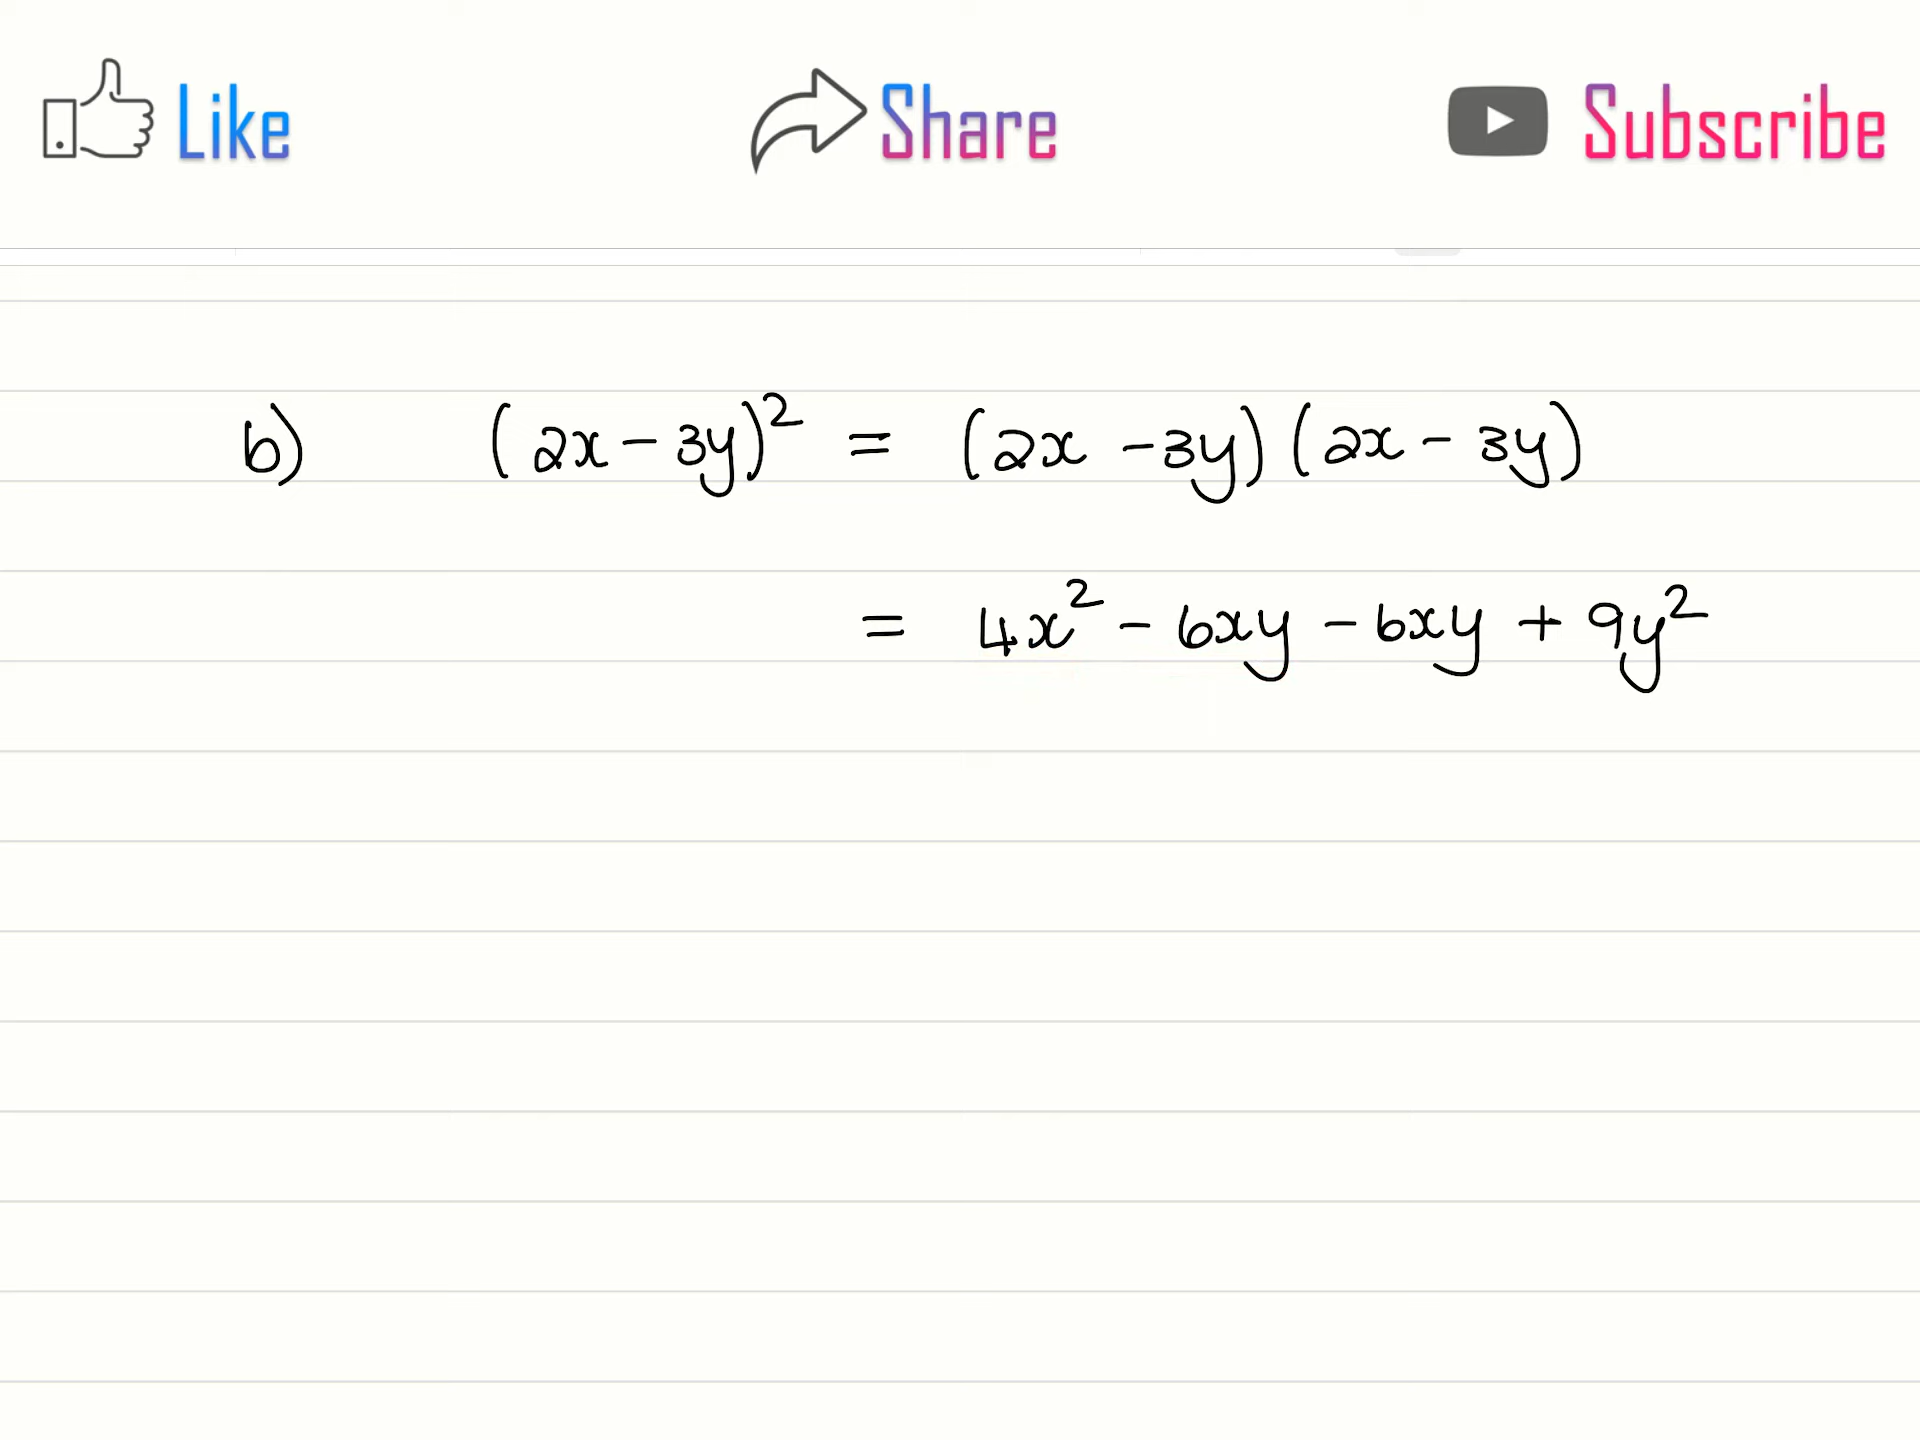 Like Share Subscribe
b) (2x - 3y)² = (2x - 3y)(2x - 3y)
= 4x² - 6xy - 6xy + 9y²